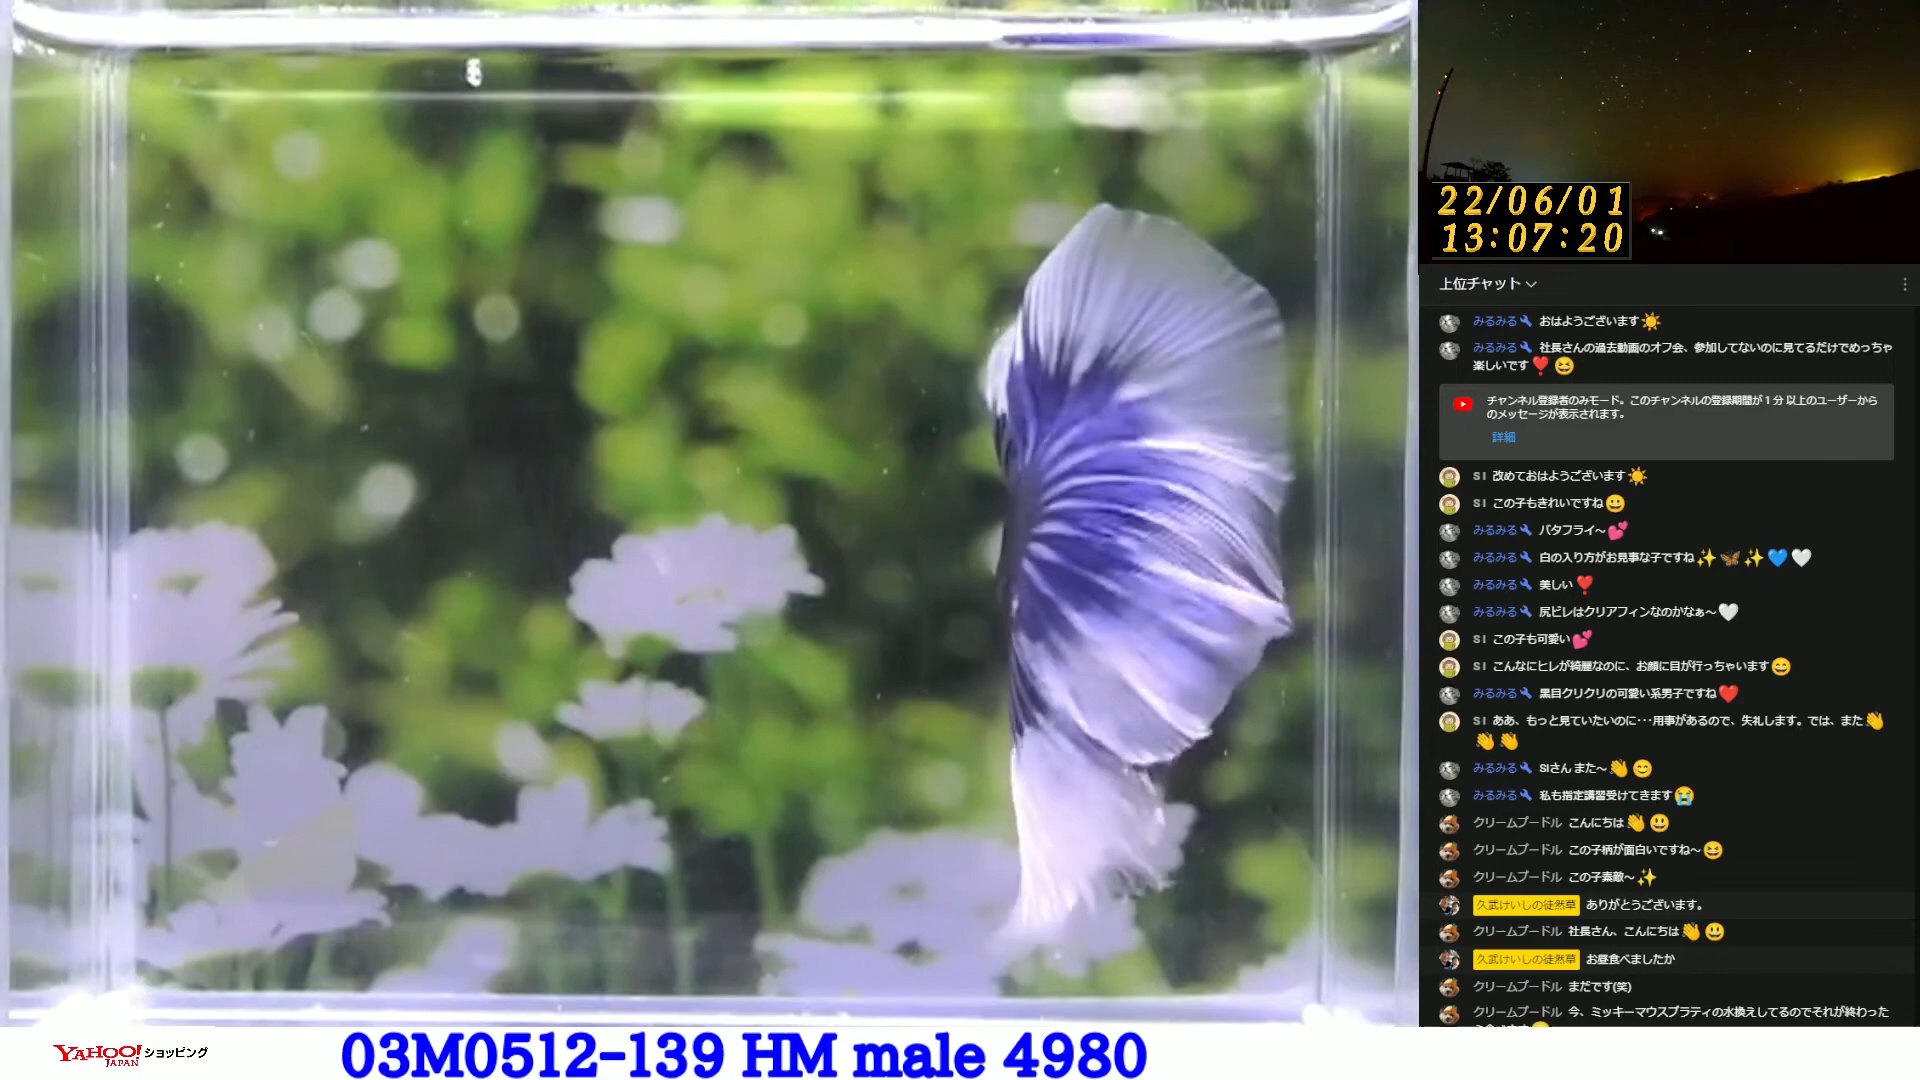 22/06/01
13:07:20
上位チャット
みるみる おはようございます☀️
みるみる 社長さんの過去動画のオフ会、参加してないのに見てるだけでめっちゃ
楽しいです❣️😆
チャンネル登録者のみモード。このチャンネルの登録期間が 1 分 以上のユーザーから
のメッセージが表示されます。
詳細
S I 改めておはようございます☀️
S I この子もきれいですね😀
みるみる バタフライ〜💕
みるみる 白の入り方がお見事な子ですね✨🦋✨💙🤍
みるみる 美しい❣️
みるみる 尻ビレはクリアフィンなのかなぁ〜🤍
S I この子も可愛い💕
S I こんなにヒレが綺麗なのに、お顔に目が行っちゃいます😄
みるみる 黒目クリクリの可愛い系男子ですね❤️
S I ああ、もっと見ていたいのに･･･用事があるので、失礼します。では、また👋
👋👋
みるみる SIさん また〜👋😊
みるみる 私も指定講習受けてきます😭
クリームプードル こんにちは👋😃
クリームプードル この子柄が面白いですね〜😆
クリームプードル この子素敵〜✨
久武けいしの徒然草 ありがとうございます。
クリームプードル 社長さん、こんにちは👋😃
久武けいしの徒然草 お昼食べましたか
クリームプードル まだです(笑)
クリームプードル 今、ミッキーマウスプラティの水換えしてるのでそれが終わった
YAHOO! JAPAN ショッピング
03M0512-139 HM male 4980